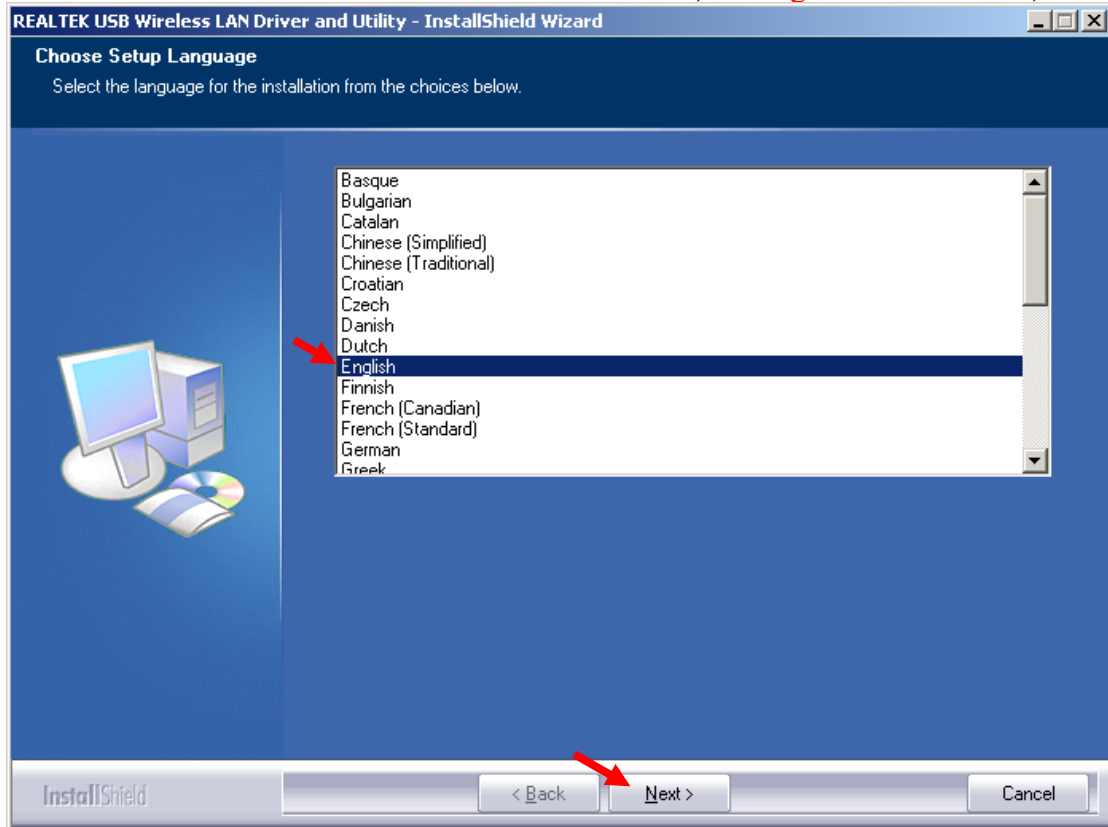 REALTEK USB Wireless LAN Driver and Utility - InstallShield Wizard
Choose Setup Language
Select the language for the installation from the choices below.
Basque
Bulgarian
Catalan
Chinese (Simplified)
Chinese (Traditional)
Croatian
Czech
Danish
Dutch
English
Finnish
French (Canadian)
French (Standard)
German
Greek
InstallShield
< Back
Next >
Cancel